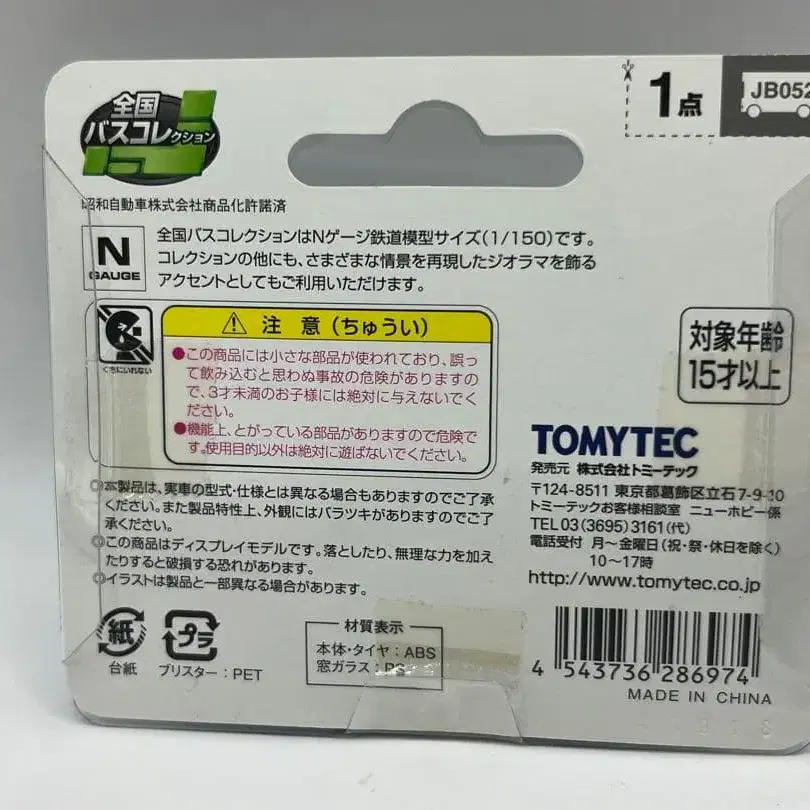 全国
バスコレクション
1点
JB052
昭和自動車株式会社商品化許諾済
N
GAUGE
全国バスコレクションはNゲージ鉄道模型サイズ(1/150)です。
コレクションの他にも、さまざまな情景を再現したジオラマを飾る
アクセントとしてもご利用いただけます。
くちにいれない
⚠ 注 意(ちゅうい)
●この商品には小さな部品が使われており、誤っ
て飲み込むと思わぬ事故の危険がありますの
で、3才未満のお子様には絶対に与えないでく
ださい。
●機能上、とがっている部品がありますので危険で
す。使用目的以外は絶対に遊ばないでください。
対象年齢
15才以上
◎本製品は、実車の型式・仕様とは異なる場合もありますのでご了承
ください。また製品特性上、外観にはバラツキがありますのでご了
承ください。
◎この商品はディスプレイモデルです。落としたり、無理な力を加え
たりすると破損する恐れがあります。
◎イラストは製品と一部異なる場合があります。
TOMYTEC
発売元 株式会社トミーテック
〒124-8511 東京都葛飾区立石7-9-10
トミーテックお客様相談室 ニューホビー係
TEL 03(3695)3161(代)
電話受付 月～金曜日(祝・祭・休日を除く)
10～17時
http://www.tomytec.co.jp
紙
台紙
プラ
ブリスター:PET
材質表示
本体・タイヤ:ABS
窓ガラス:PS
4 543736 286974
MADE IN CHINA